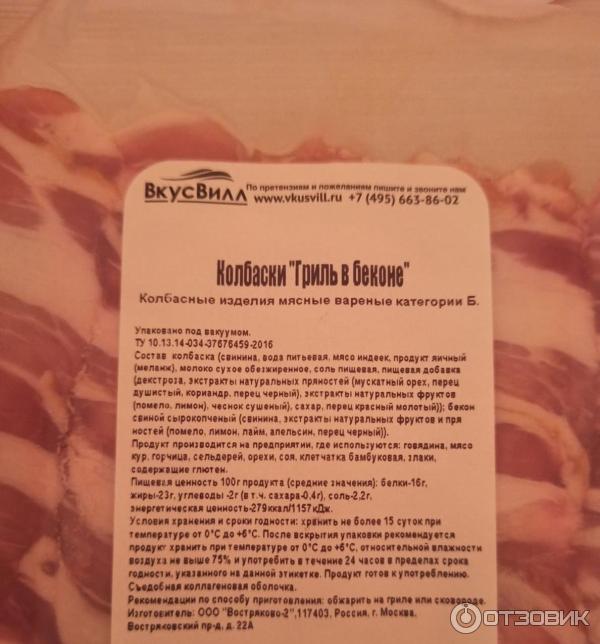 ВкусВилл
По претензиям и пожеланиям пишите и звоните нам
www.vkusvill.ru +7 (495) 663-86-02
Колбаски "Гриль в беконе"
Колбасные изделия мясные вареные категории Б.
Упаковано под вакуумом.
ТУ 10.13.14-034-37676459-2016
Состав колбаска (свинина, вода питьевая, мясо индеек, продукт яичный
(меланж), молоко сухое обезжиренное, соль пищевая, пищевая добавка
(декстроза, экстракты натуральных пряностей (мускатный орех, перец
душистый, кориандр, перец черный), экстракты натуральных фруктов
(помело, лимон), чеснок сушеный), сахар, перец красный молотый)); бекон
свиной сырокопченый (свинина, экстракты натуральных фруктов и пря
ностей (помело, лимон, лайм, апельсин, перец черный)).
Продукт производится на предприятии, где используются: говядина, мясо
кур, горчица, сельдерей, орехи, соя, клетчатка бамбуковая, злаки,
содержащие глютен.
Пищевая ценность 100г продукта (средние значения): белки-16г,
жиры-23г, углеводы -2г (в т.ч. сахара-0,4г), соль-2,2г,
энергетическая ценность-279ккал/1157кДж.
Условия хранения и сроки годности: хранить не более 15 суток при
температуре от 0°С до +6°С. После вскрытия упаковки рекомендуется
продукт хранить при температуре от 0°С до +6°С, относительной влажности
воздуха не выше 75% и употребить в течение 24 часов в пределах срока
годности, указанного на данной этикетке. Продукт готов к употреблению.
Съедобная коллагеновая оболочка.
Рекомендации по способу приготовления: обжарить на гриле или сковороде.
Изготовитель: ООО "Востряково-2",117403, Россия, г. Москва,
Востряковский пр-д, д. 22А
ОТЗОВИК